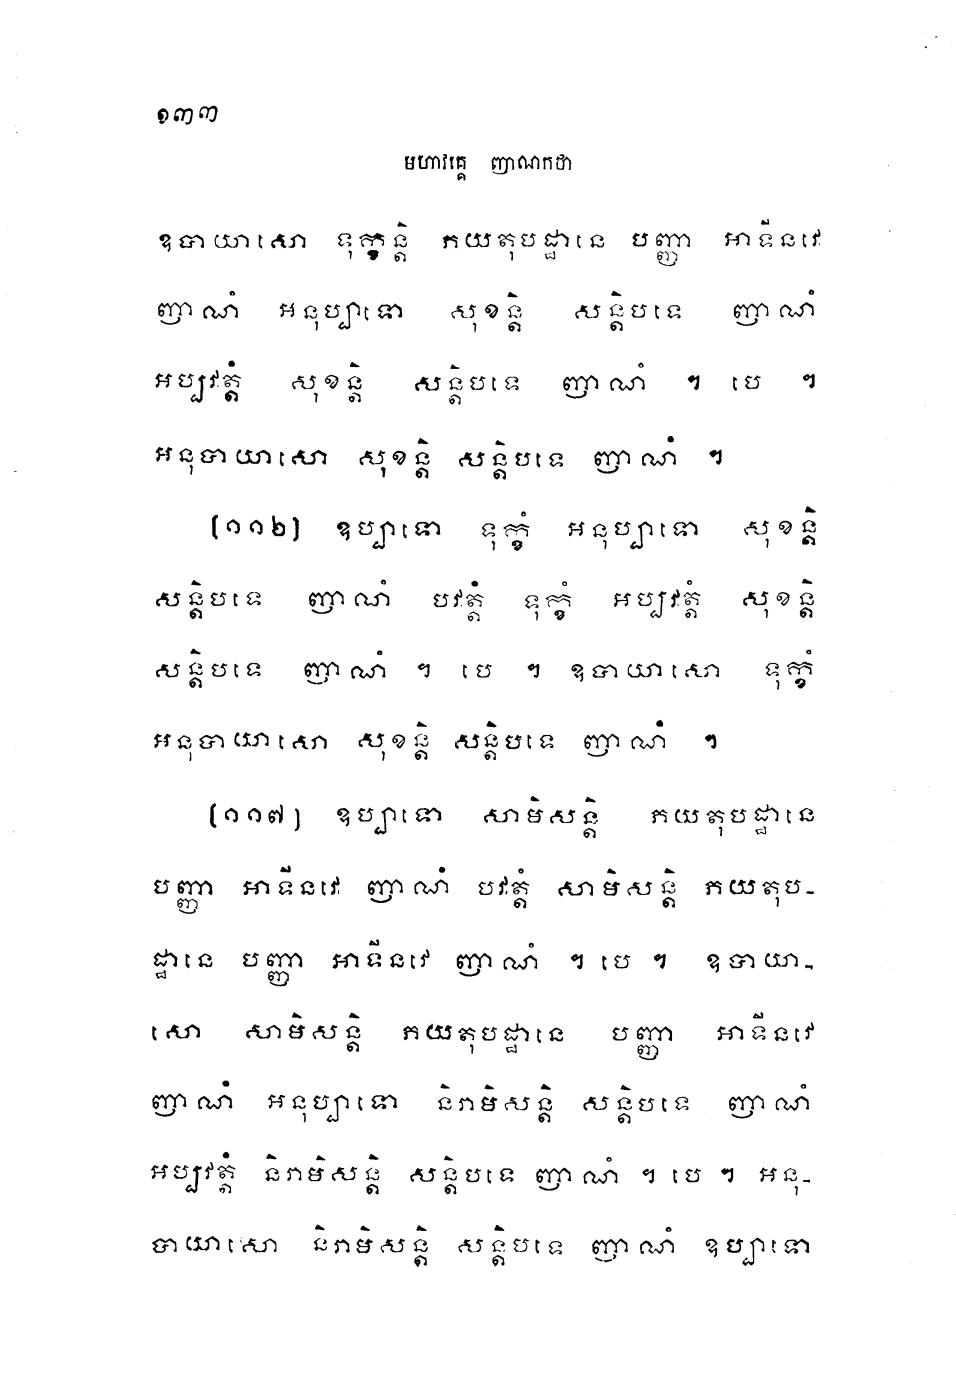 ១៣៣
មហាវគ្គេ ញាណកថា
ឧបាយាសោ ទុក្ខន្តិ ភយតុបដ្ឋានេ បញ្ញា អាទីនវេ
ញាណំ អនុប្បាទោ សុខន្តិ សន្តិបទេ ញាណំ
អប្បវត្តំ សុខន្តិ សន្តិបទេ ញាណំ ។ បេ ។
អនុបាយាសោ សុខន្តិ សន្តិបទេ ញាណំ ។
(១១៦) ឧប្បាទោ ទុក្ខំ អនុប្បាទោ សុខន្តិ
សន្តិបទេ ញាណំ បវត្តំ ទុក្ខំ អប្បវត្តំ សុខន្តិ
សន្តិបទេ ញាណំ ។ បេ ។ ឧបាយាសោ ទុក្ខំ
អនុបាយាសោ សុខន្តិ សន្តិបទេ ញាណំ ។
(១១៧) ឧប្បាទោ សាមិសន្តិ ភយតុបដ្ឋានេ
បញ្ញា អាទីនវេ ញាណំ បវត្តំ សាមិសន្តិ ភយតុប-
ដ្ឋានេ បញ្ញា អាទីនវេ ញាណំ ។ បេ ។ ឧបាយា-
សោ សាមិសន្តិ ភយតុបដ្ឋានេ បញ្ញា អាទីនវេ
ញាណំ អនុប្បាទោ និរាមិសន្តិ សន្តិបទេ ញាណំ
អប្បវត្តំ និរាមិសន្តិ សន្តិបទេ ញាណំ ។ បេ ។ អនុ-
បាយាសោ និរាមិសន្តិ សន្តិបទេ ញាណំ ឧប្បាទោ